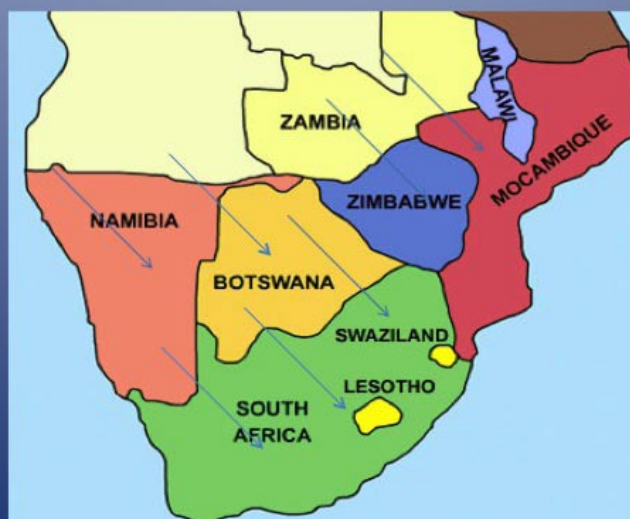 MALAWI
ZAMBIA
MOCAMBIQUE
ZIMBABWE
NAMIBIA
BOTSWANA
SWAZILAND
LESOTHO
SOUTH
AFRICA